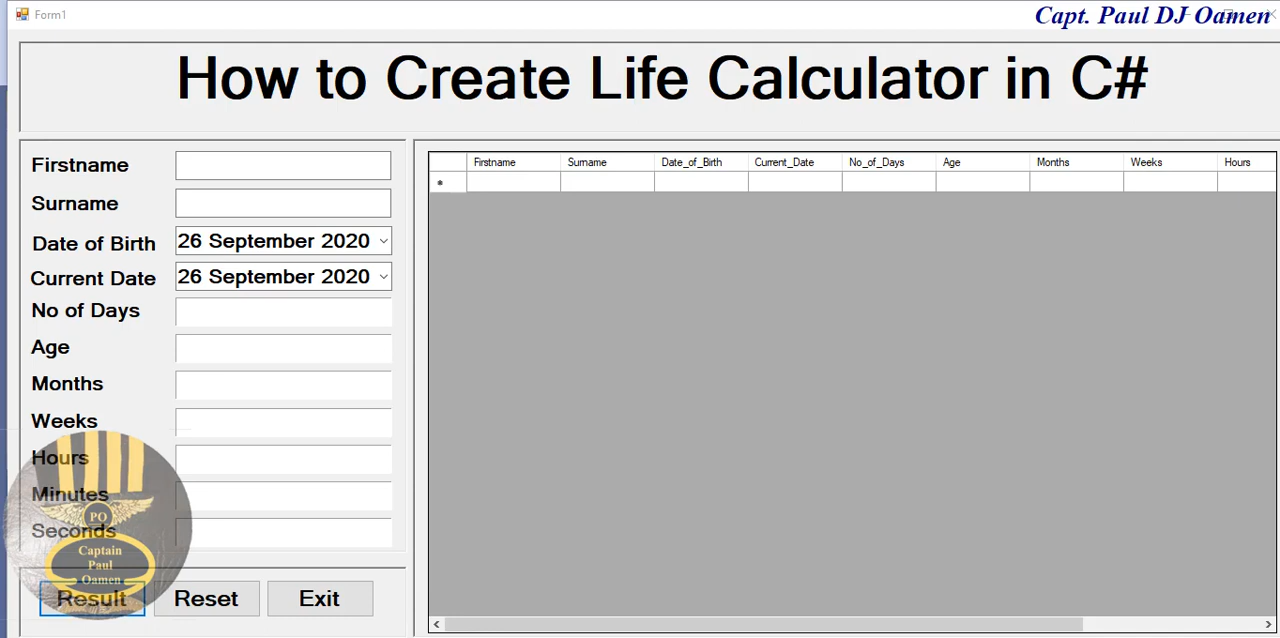 Form1
Capt. Paul DJ Oamen
How to Create Life Calculator in C#
Firstname
Surname
Date of Birth 26 September 2020
Current Date 26 September 2020
No of Days
Age
Months
Weeks
Hours
Minutes
Seconds
PO
Captain
Paul
Oamen
Result Reset Exit
Firstname Surname Date_of_Birth Current_Date No_of_Days Age Months Weeks Hours